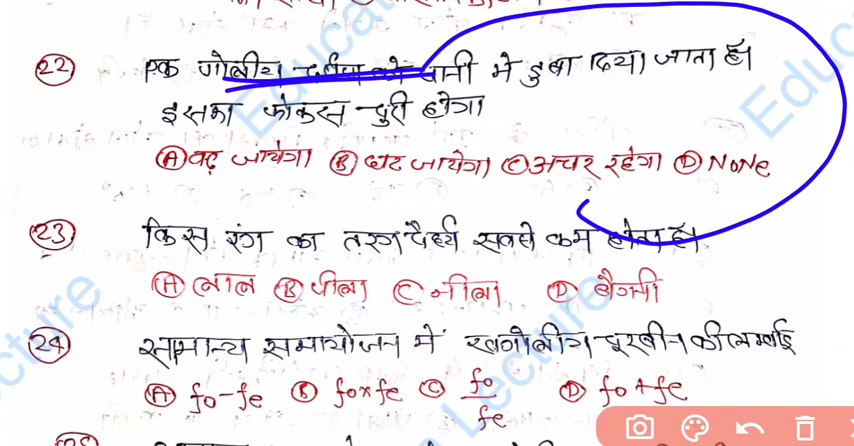 22 एक गोलीय दर्पण को पानी में डुबा दिया जाता है।
इसका फोकस दुरी होगा
(A) बढ़ जायेगा (B) घट जायेगा (C) अचर रहेगा (D) NONe
23 किस रंग का तरंगदैर्ध्य सबसे कम होता है।
(A) लाल (B) पीला (C) नीला (D) बैगनी
24 सामान्य समायोजन में खगोलीय दूरबीन की लम्बाई
(A) fo-fe (B) fo×fe (C) fo/fe (D) fo+fe